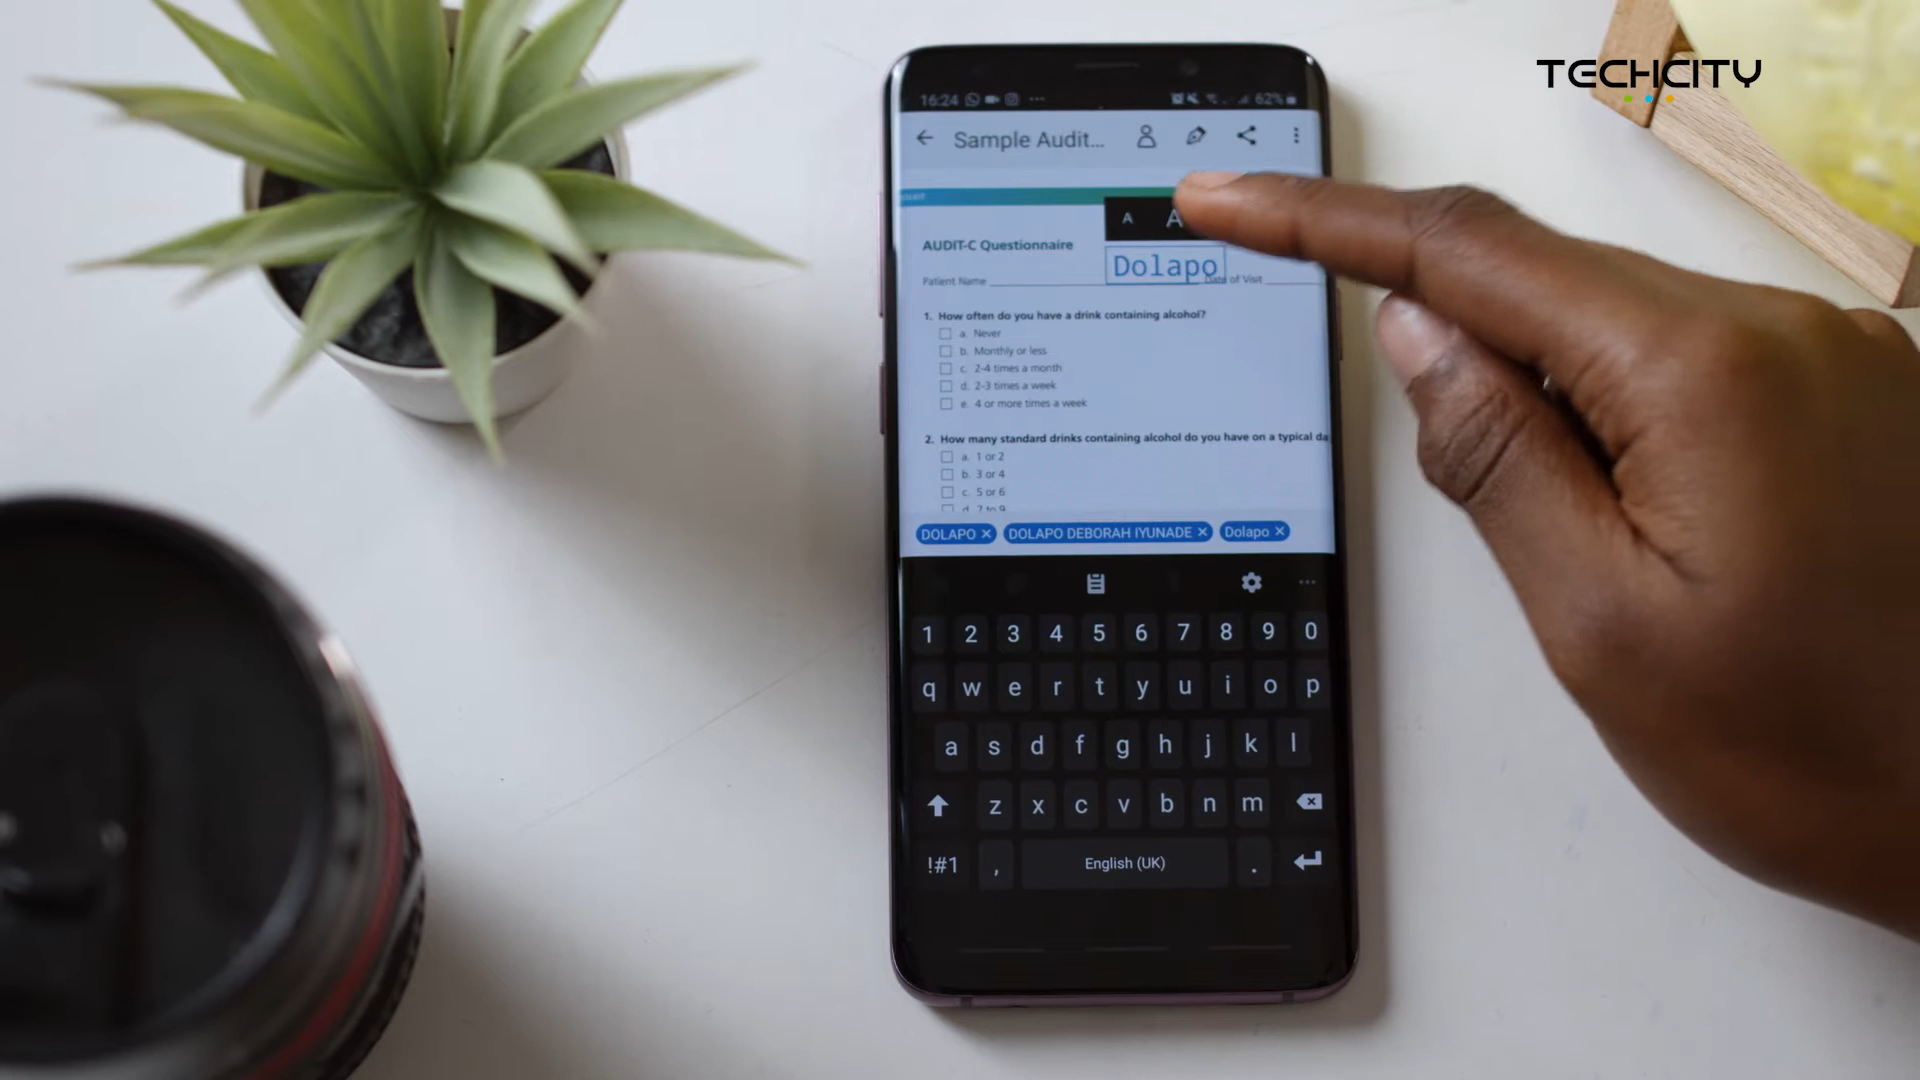 TECHCITY
16:24
62%
Sample Audit...
A A
AUDIT-C Questionnaire
Dolapo
Patient Name
Date of Visit
1. How often do you have a drink containing alcohol?
a. Never
b. Monthly or less
c. 2-4 times a month
d. 2-3 times a week
e. 4 or more times a week
2. How many standard drinks containing alcohol do you have on a typical da
a. 1 or 2
b. 3 or 4
c. 5 or 6
d. 7 to 9
DOLAPO × DOLAPO DEBORAH IYUNADE × Dolapo ×
1 2 3 4 5 6 7 8 9 0
q w e r t y u i o p
a s d f g h j k l
z x c v b n m
!#1 , English (UK) .